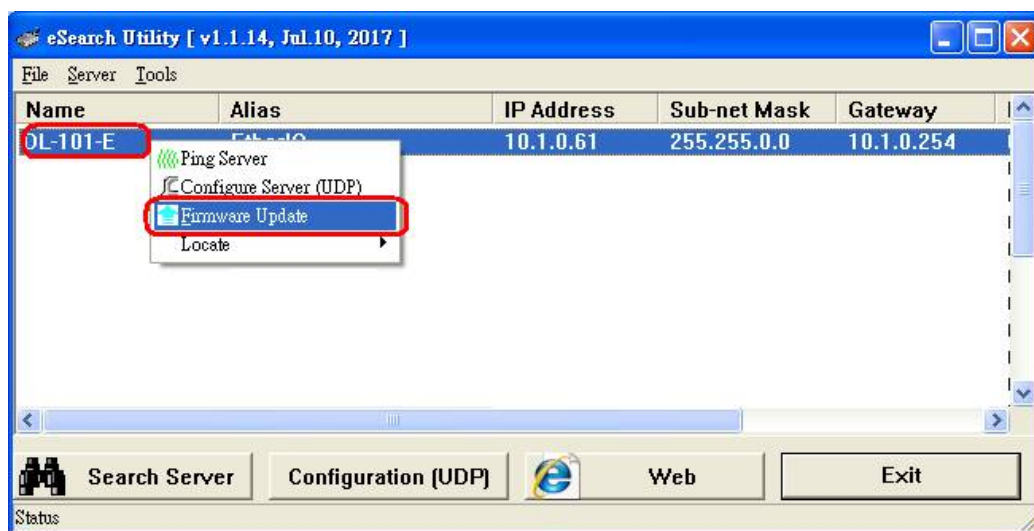 eSearch Utility [ v1.1.14, Jul.10, 2017 ]
File Server Tools
Name Alias IP Address Sub-net Mask Gateway
DL-101-E 10.1.0.61 255.255.0.0 10.1.0.254
Ping Server
Configure Server (UDP)
Firmware Update
Locate
Search Server Configuration (UDP) Web Exit
Status